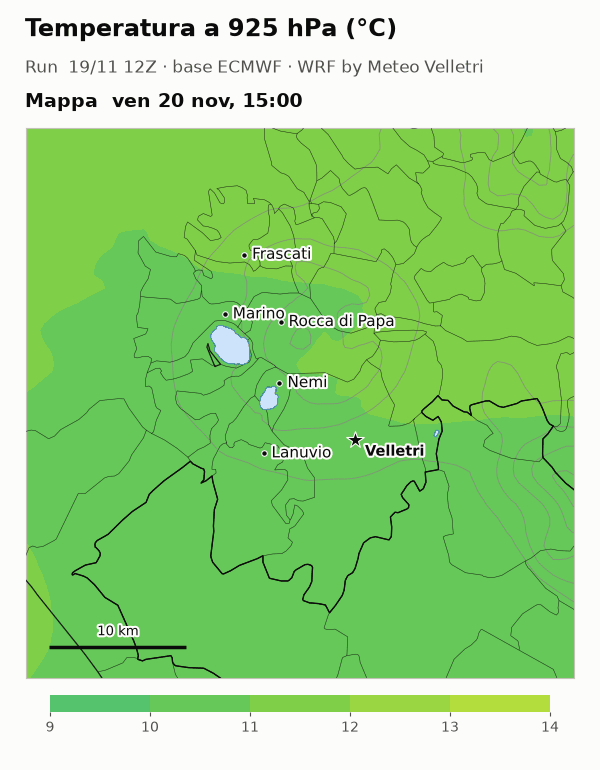 Temperatura a 925 hPa (°C)
Run 19/11 12Z · base ECMWF · WRF by Meteo Velletri
Mappa ven 20 nov, 15:00
Frascati
Marino
Rocca di Papa
Nemi
Velletri
Lanuvio
10 km
9 10 11 12 13 14